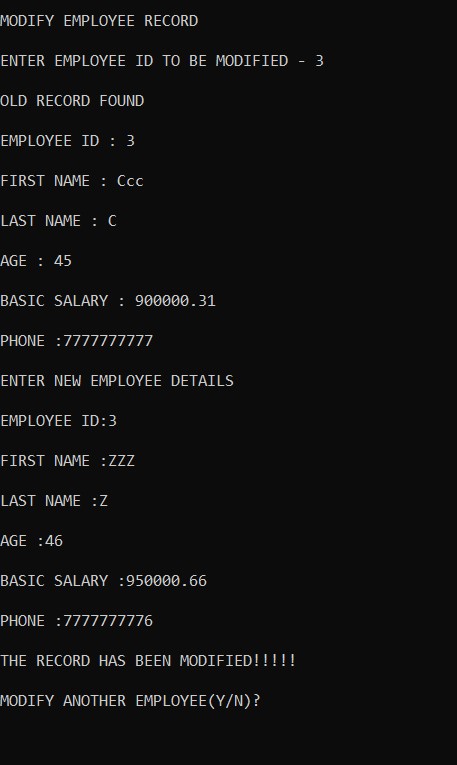 MODIFY EMPLOYEE RECORD
ENTER EMPLOYEE ID TO BE MODIFIED - 3
OLD RECORD FOUND
EMPLOYEE ID : 3
FIRST NAME : Ccc
LAST NAME : C
AGE : 45
BASIC SALARY : 900000.31
PHONE :7777777777
ENTER NEW EMPLOYEE DETAILS
EMPLOYEE ID:3
FIRST NAME :ZZZ
LAST NAME :Z
AGE :46
BASIC SALARY :950000.66
PHONE :7777777776
THE RECORD HAS BEEN MODIFIED!!!!!
MODIFY ANOTHER EMPLOYEE(Y/N)?